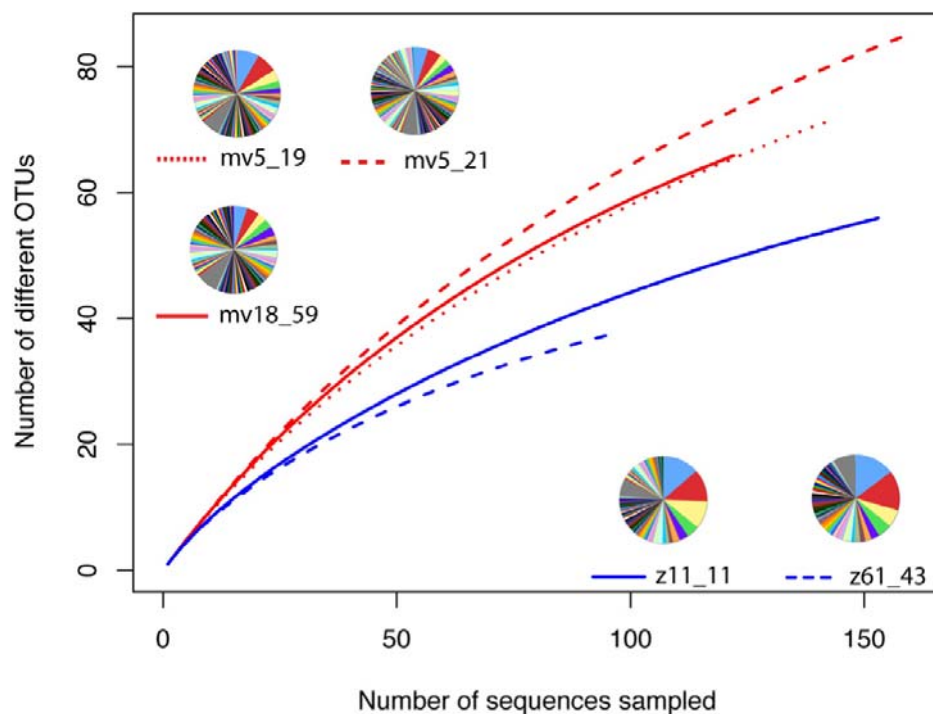 Number of different OTUs
80
60
40
20
0
mv5_19
mv5_21
mv18_59
z11_11
z61_43
0
50
100
150
Number of sequences sampled